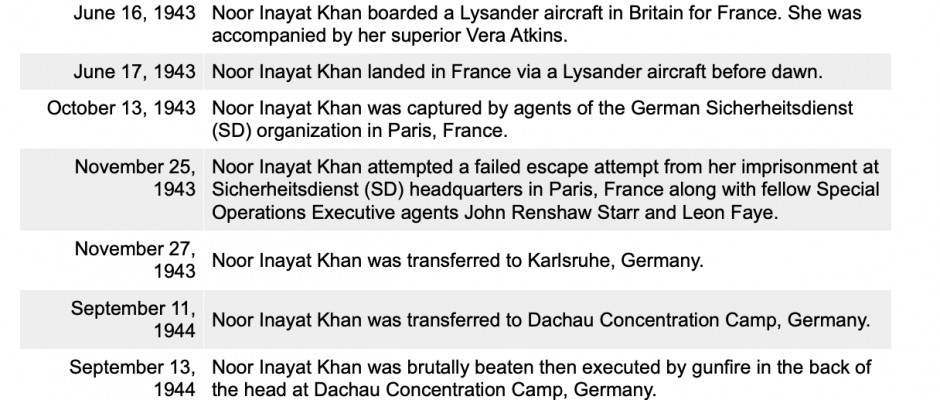 June 16, 1943 Noor Inayat Khan boarded a Lysander aircraft in Britain for France. She was
accompanied by her superior Vera Atkins.
June 17, 1943 Noor Inayat Khan landed in France via a Lysander aircraft before dawn.
October 13, 1943 Noor Inayat Khan was captured by agents of the German Sicherheitsdienst
(SD) organization in Paris, France.
November 25,
1943
Noor Inayat Khan attempted a failed escape attempt from her imprisonment at
Sicherheitsdienst (SD) headquarters in Paris, France along with fellow Special
Operations Executive agents John Renshaw Starr and Leon Faye.
November 27,
1943
Noor Inayat Khan was transferred to Karlsruhe, Germany.
September 11,
1944
Noor Inayat Khan was transferred to Dachau Concentration Camp, Germany.
September 13,
1944
Noor Inayat Khan was brutally beaten then executed by gunfire in the back of
the head at Dachau Concentration Camp, Germany.